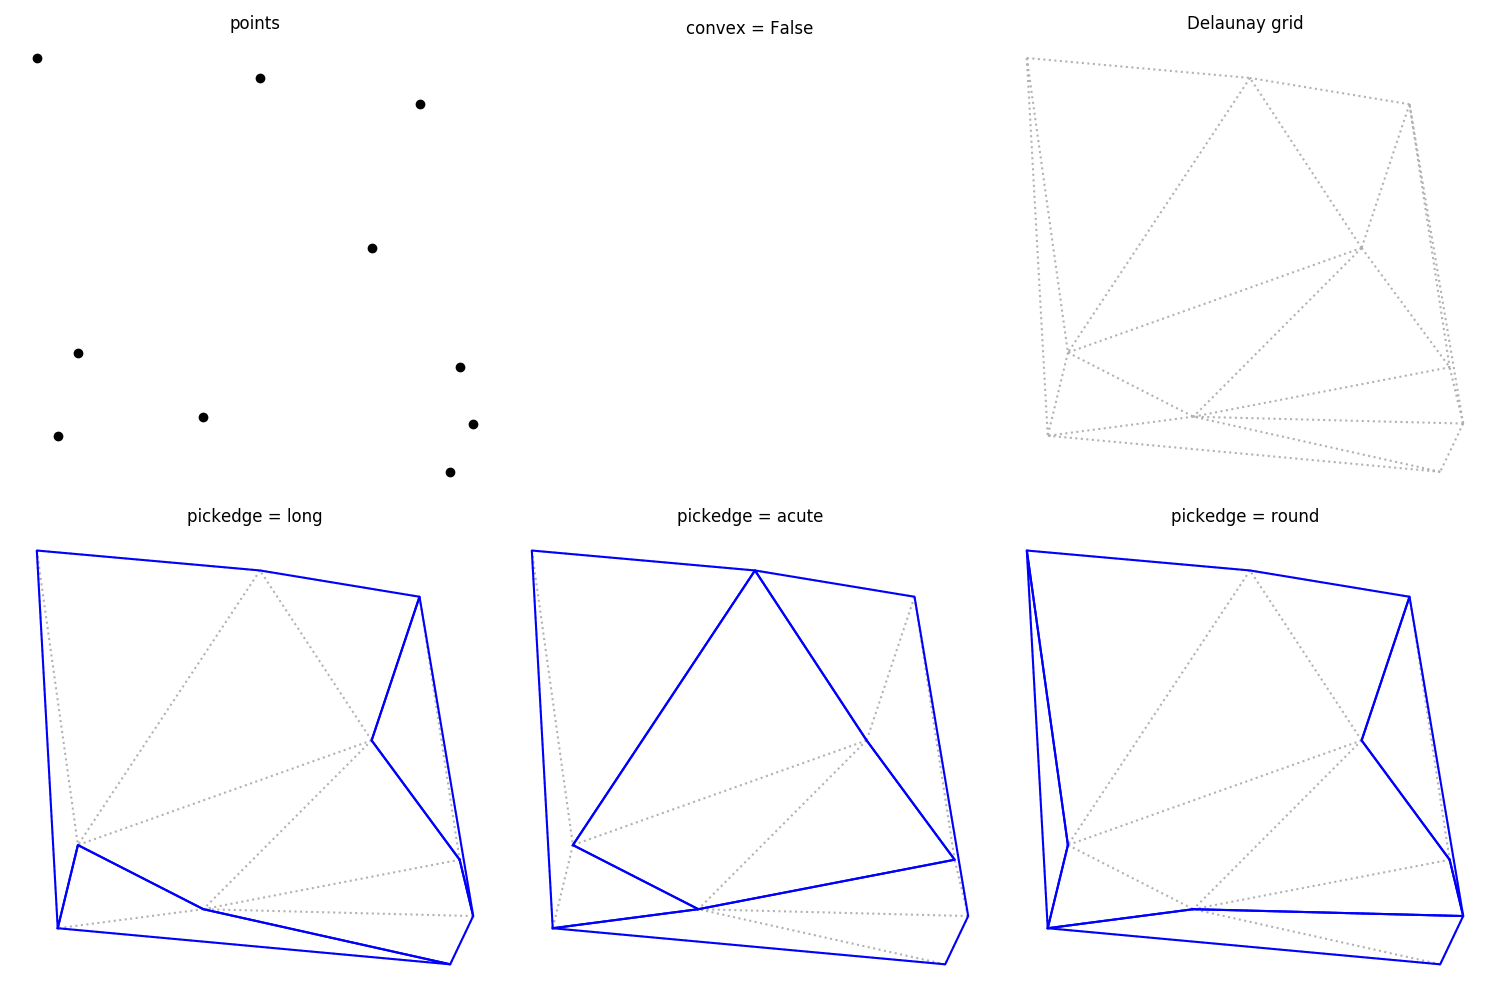 points
convex = False
Delaunay grid
pickedge = long
pickedge = acute
pickedge = round